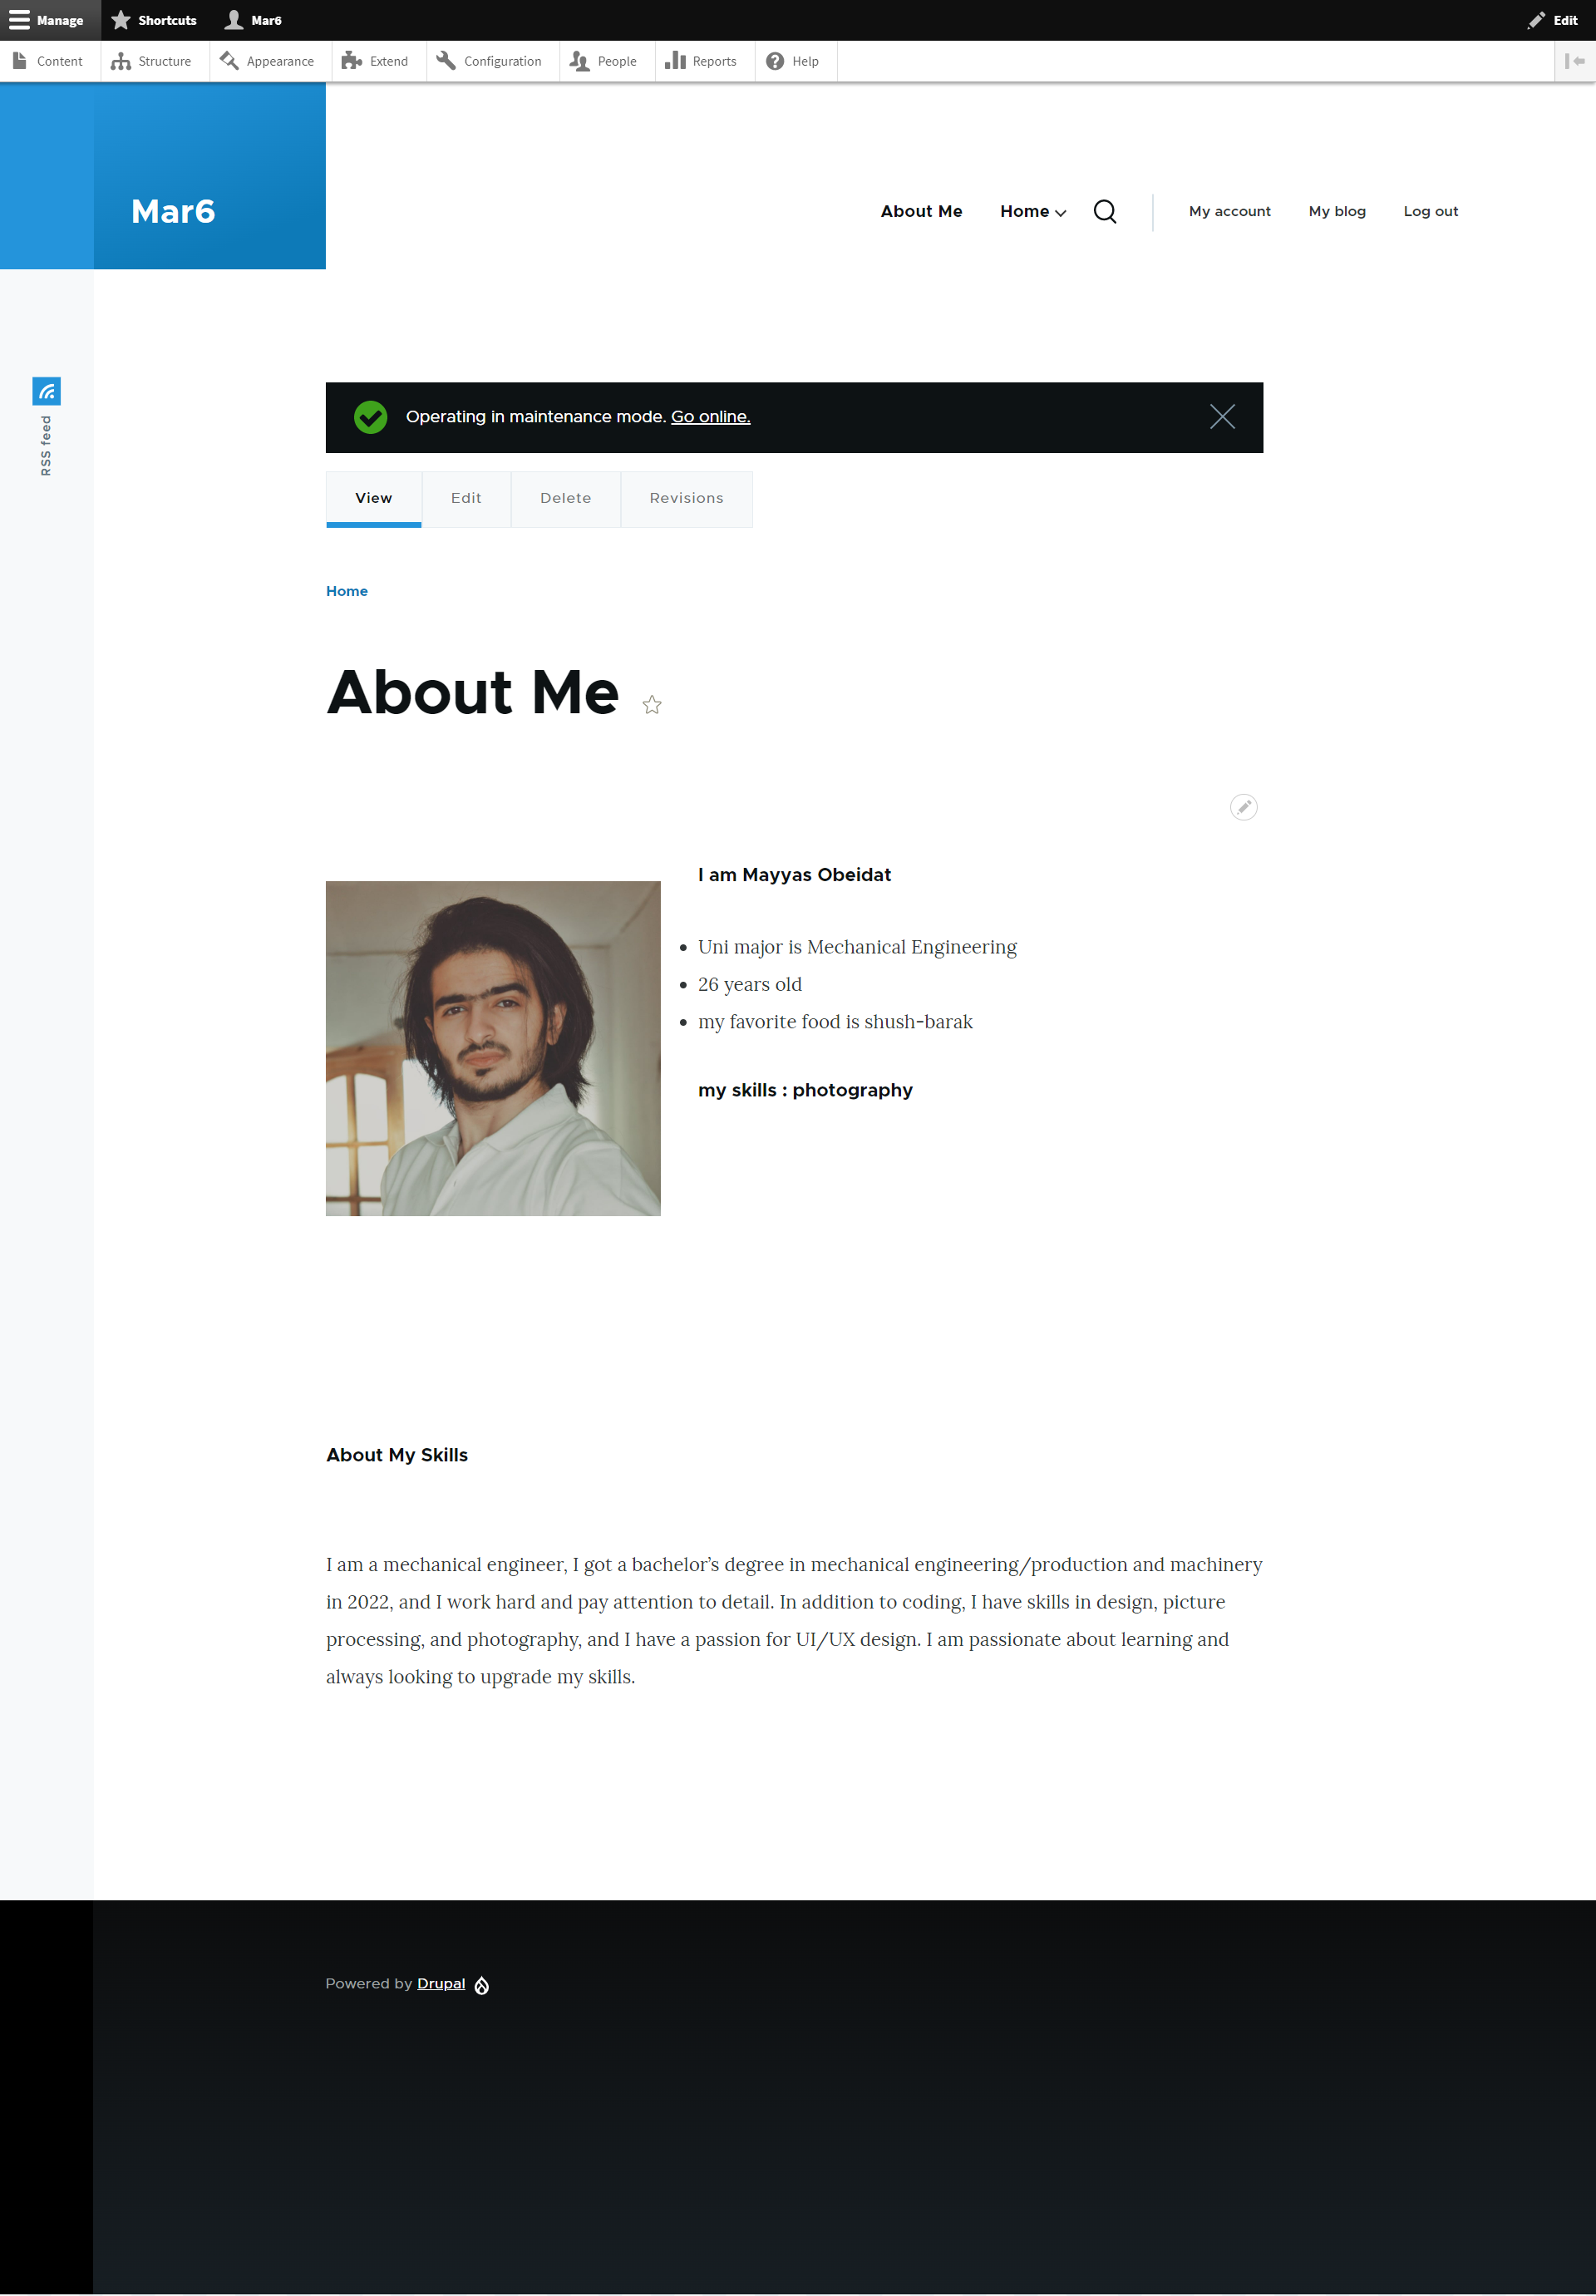 Manage Shortcuts Mar6 Edit
Content Structure Appearance Extend Configuration People Reports Help
Mar6
About Me Home My account My blog Log out
RSS feed
Operating in maintenance mode. Go online.
View Edit Delete Revisions
Home
About Me
I am Mayyas Obeidat
Uni major is Mechanical Engineering
26 years old
my favorite food is shush-barak
my skills : photography
About My Skills
I am a mechanical engineer, I got a bachelor’s degree in mechanical engineering/production and machinery
in 2022, and I work hard and pay attention to detail. In addition to coding, I have skills in design, picture
processing, and photography, and I have a passion for UI/UX design. I am passionate about learning and
always looking to upgrade my skills.
Powered by Drupal